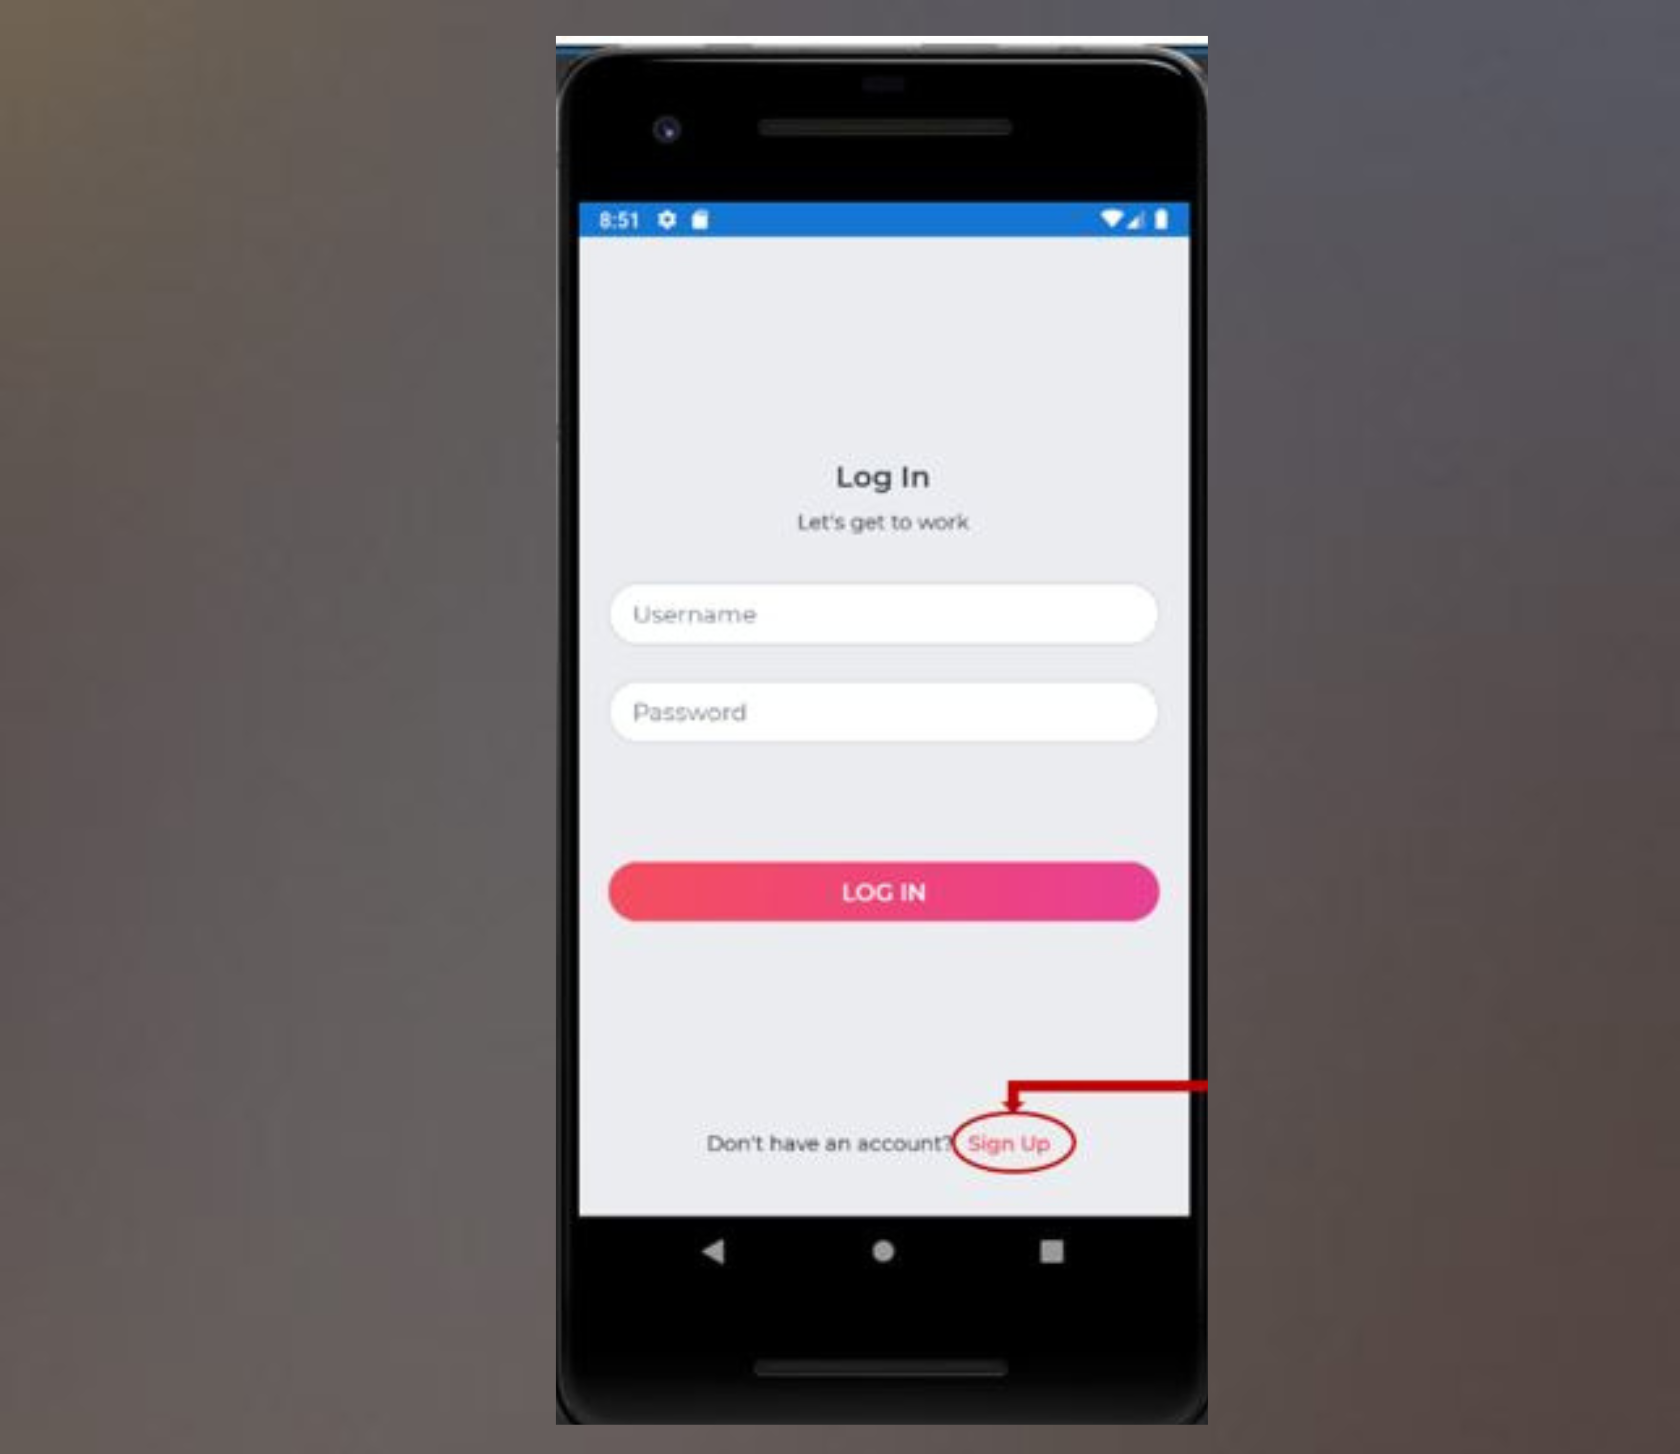 8:51
Log In
Let's get to work
Username
Password
LOG IN
Don't have an account? Sign Up